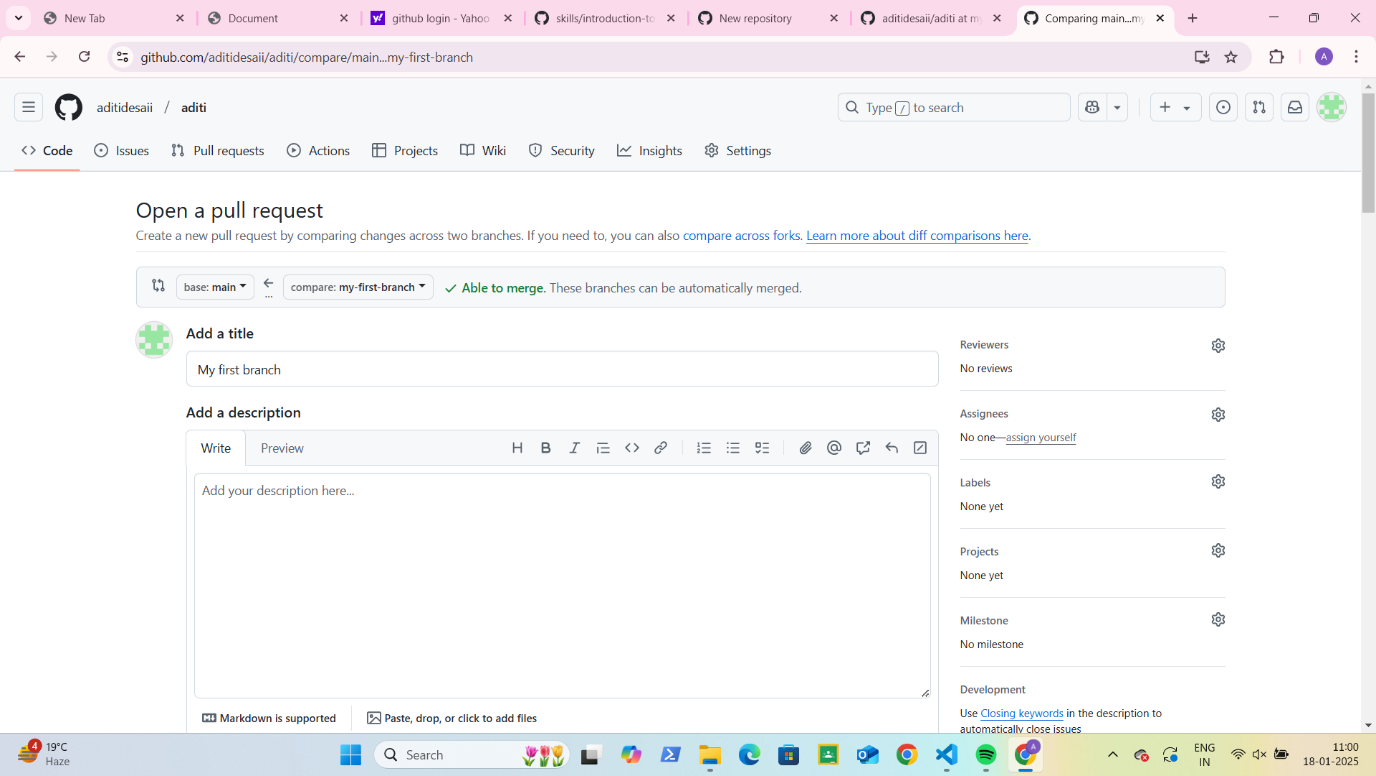 New Tab
Document
github login - Yahoo
skills/introduction-to
New repository
aditidesaii/aditi at my
Comparing main...my
github.com/aditidesaii/aditi/compare/main...my-first-branch
A
aditidesaii / aditi
Type / to search
Code
Issues
Pull requests
Actions
Projects
Wiki
Security
Insights
Settings
Open a pull request
Create a new pull request by comparing changes across two branches. If you need to, you can also compare across forks. Learn more about diff comparisons here.
base: main
...
compare: my-first-branch
Able to merge. These branches can be automatically merged.
Add a title
My first branch
Add a description
Write
Preview
Add your description here...
Markdown is supported
Paste, drop, or click to add files
Reviewers
No reviews
Assignees
No one—assign yourself
Labels
None yet
Projects
None yet
Milestone
No milestone
Development
Use Closing keywords in the description to
automatically close issues
4
19°C
Haze
Search
A
ENG
IN
11:00
18-01-2025